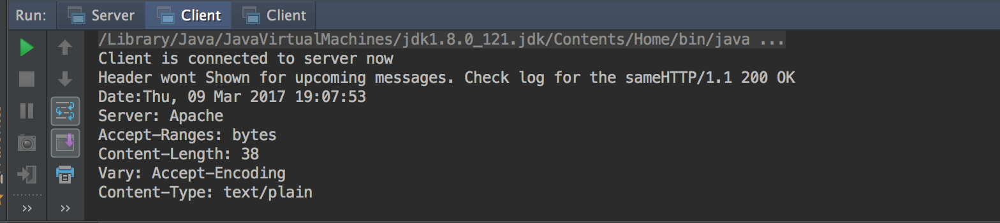 Run: Server Client Client
/Library/Java/JavaVirtualMachines/jdk1.8.0_121.jdk/Contents/Home/bin/java ...
Client is connected to server now
Header wont Shown for upcoming messages. Check log for the sameHTTP/1.1 200 OK
Date:Thu, 09 Mar 2017 19:07:53
Server: Apache
Accept-Ranges: bytes
Content-Length: 38
Vary: Accept-Encoding
Content-Type: text/plain